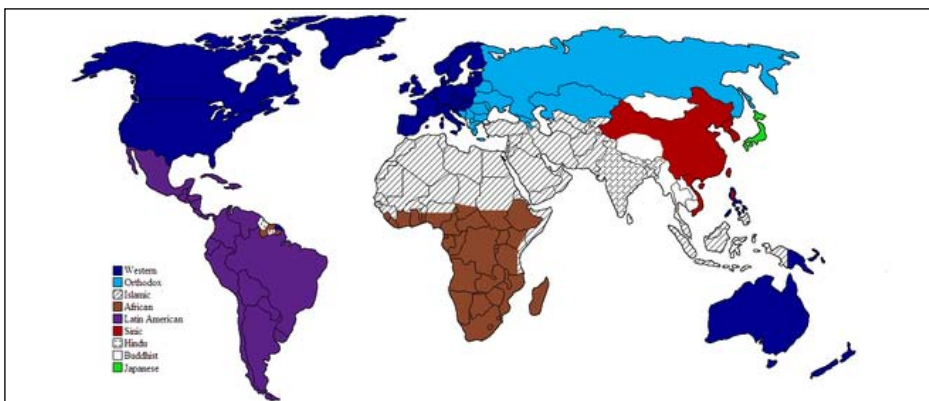 Western
Orthodox
Islamic
African
Latin American
Sinic
Hindu
Buddhist
Japanese